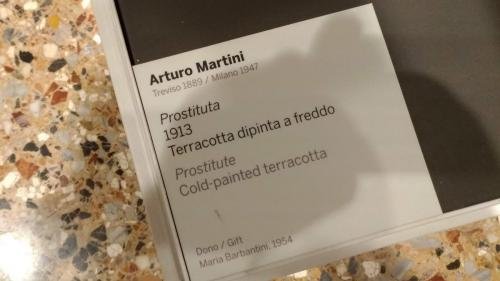 Arturo Martini
Treviso 1889 / Milano 1947
Prostituta
1913
Terracotta dipinta a freddo
Prostitute
Cold-painted terracotta
Dono / Gift
Maria Barbantini, 1954